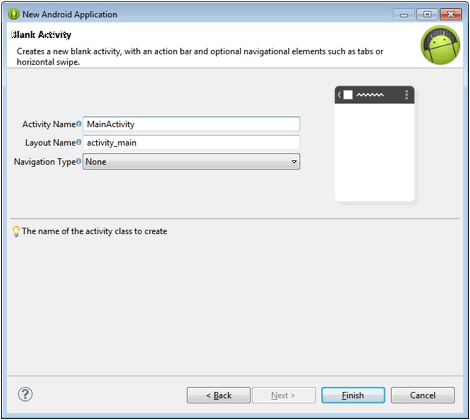 New Android Application
Blank Activity
Creates a new blank activity, with an action bar and optional navigational elements such as tabs or
horizontal swipe.
Activity Name MainActivity
Layout Name activity_main
Navigation Type None
The name of the activity class to create
?
< Back Next > Finish Cancel